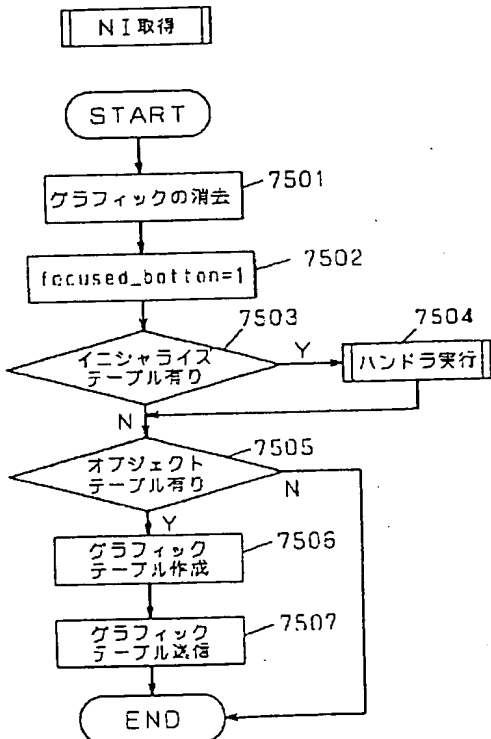 NI取得
START
グラフィックの消去
7501
focused_botton=1
7502
イニシャライズ
テーブル有り
7503
Y
ハンドラ実行
7504
N
オブジェクト
テーブル有り
7505
N
Y
グラフィック
テーブル作成
7506
グラフィック
テーブル送信
7507
END